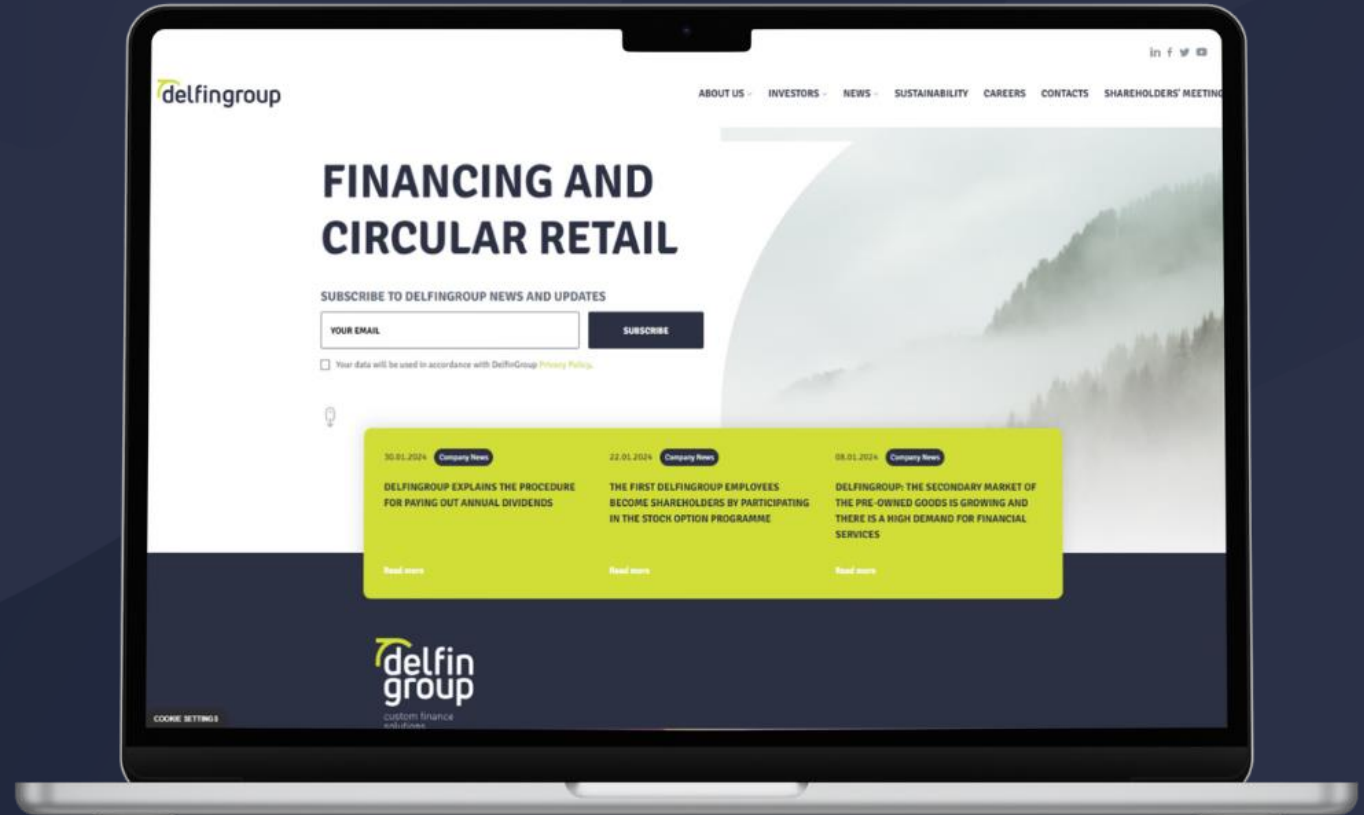 delfingroup
ABOUT US
INVESTORS
NEWS
SUSTAINABILITY
CAREERS
CONTACTS
SHAREHOLDERS' MEETING
FINANCING AND
CIRCULAR RETAIL
SUBSCRIBE TO DELFINGROUP NEWS AND UPDATES
YOUR EMAIL
SUBSCRIBE
Your data will be used in accordance with DelfinGroup Privacy Policy.
30.01.2024 Company News
DELFINGROUP EXPLAINS THE PROCEDURE
FOR PAYING OUT ANNUAL DIVIDENDS
Read more
22.01.2024 Company News
THE FIRST DELFINGROUP EMPLOYEES
BECOME SHAREHOLDERS BY PARTICIPATING
IN THE STOCK OPTION PROGRAMME
Read more
08.01.2024 Company News
DELFINGROUP: THE SECONDARY MARKET OF
THE PRE-OWNED GOODS IS GROWING AND
THERE IS A HIGH DEMAND FOR FINANCIAL
SERVICES
Read more
delfin
group
custom finance
solutions
COOKIE SETTINGS